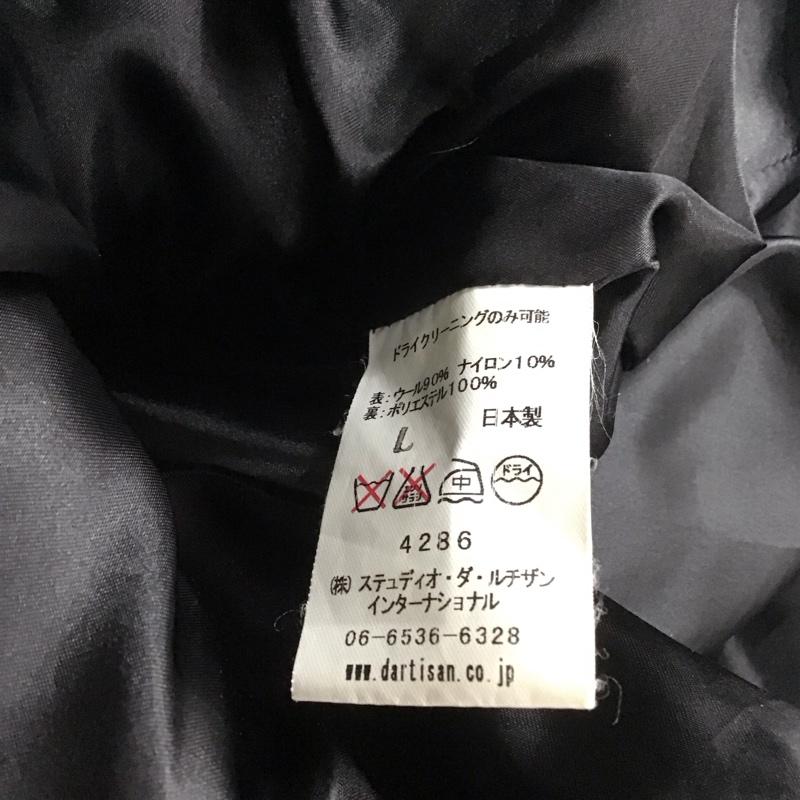 ドライクリーニングのみ可能
表:ウール90% ナイロン10%
裏:ポリエステル100%
L 日本製
中 ドライ
4286
㈱ ステュディオ・ダ・ルチザン
インターナショナル
06-6536-6328
www.dartisan.co.jp